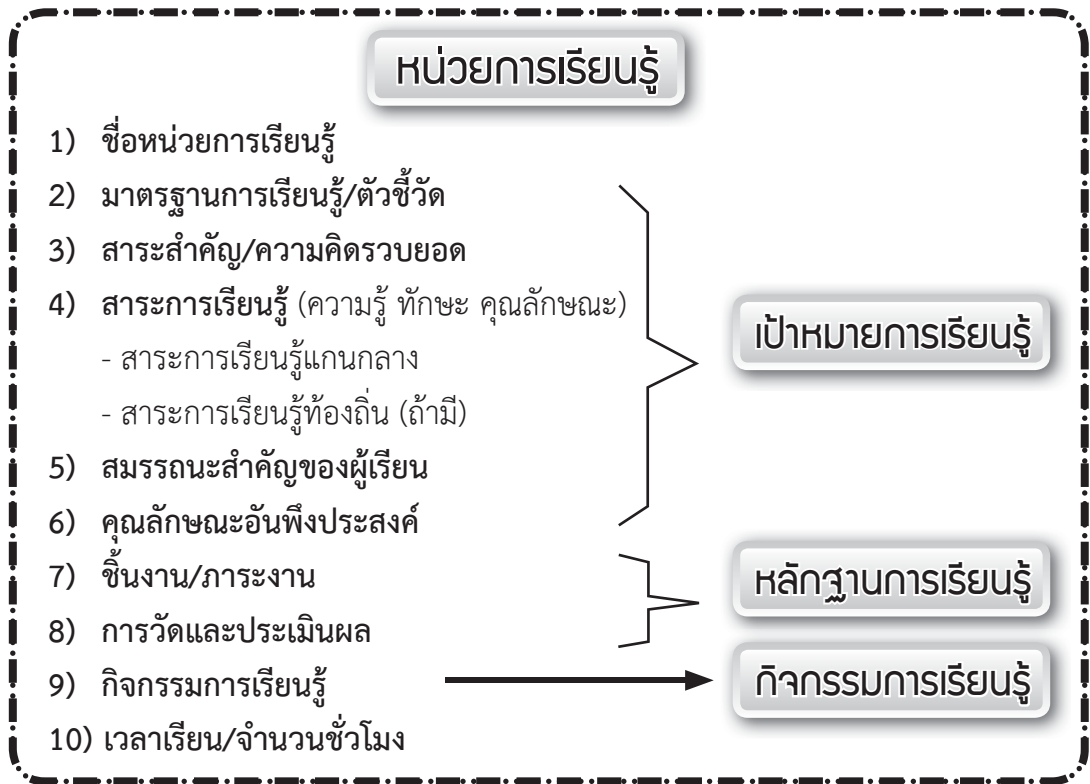 หน่วยการเรียนรู้
1) ชื่อหน่วยการเรียนรู้
2) มาตรฐานการเรียนรู้/ตัวชี้วัด
3) สาระสำคัญ/ความคิดรวบยอด
4) สาระการเรียนรู้ (ความรู้ ทักษะ คุณลักษณะ)
- สาระการเรียนรู้แกนกลาง
- สาระการเรียนรู้ท้องถิ่น (ถ้ามี)
5) สมรรถนะสำคัญของผู้เรียน
6) คุณลักษณะอันพึงประสงค์
เป้าหมายการเรียนรู้
7) ชิ้นงาน/ภาระงาน
8) การวัดและประเมินผล
หลักฐานการเรียนรู้
9) กิจกรรมการเรียนรู้
กิจกรรมการเรียนรู้
10) เวลาเรียน/จำนวนชั่วโมง